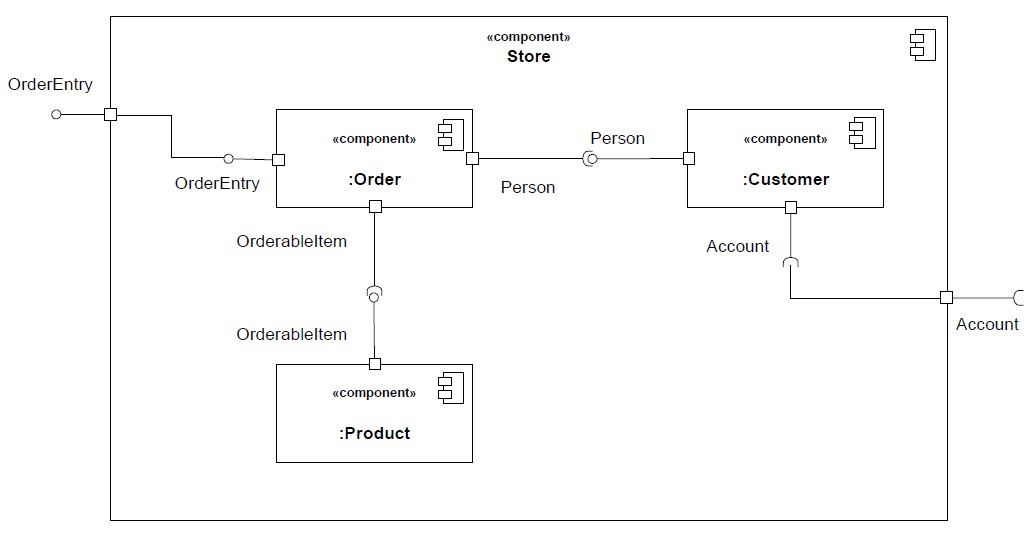 «component»
Store
OrderEntry
«component»
:Order
OrderEntry
Person
Person
«component»
:Customer
OrderableItem
Account
Account
OrderableItem
«component»
:Product